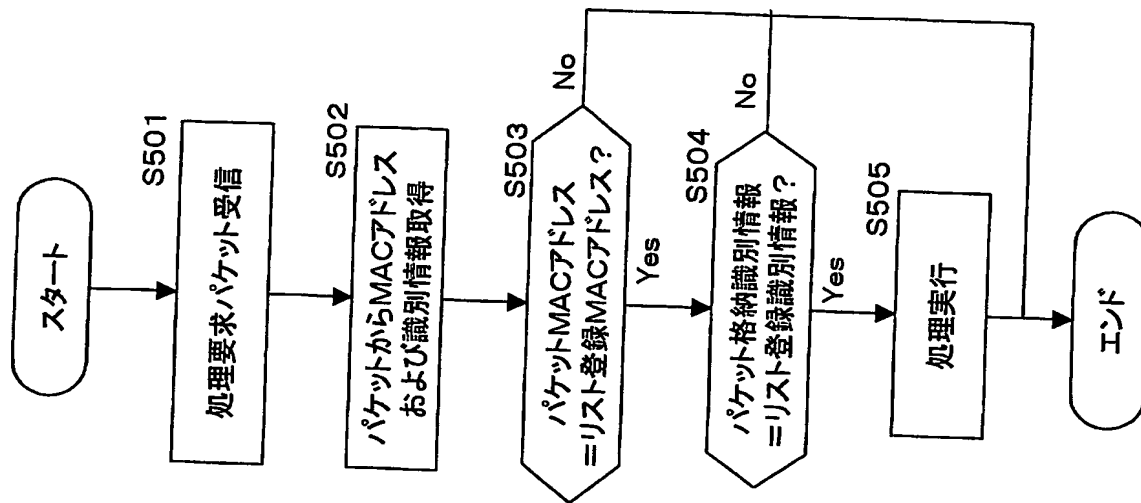 スタート
S501
処理要求パケット受信
S502
パケットからMACアドレス
および識別情報取得
S503
パケットMACアドレス
＝リスト登録MACアドレス？
No
Yes
S504
パケット格納識別情報
＝リスト登録識別情報？
No
Yes
S505
処理実行
エンド